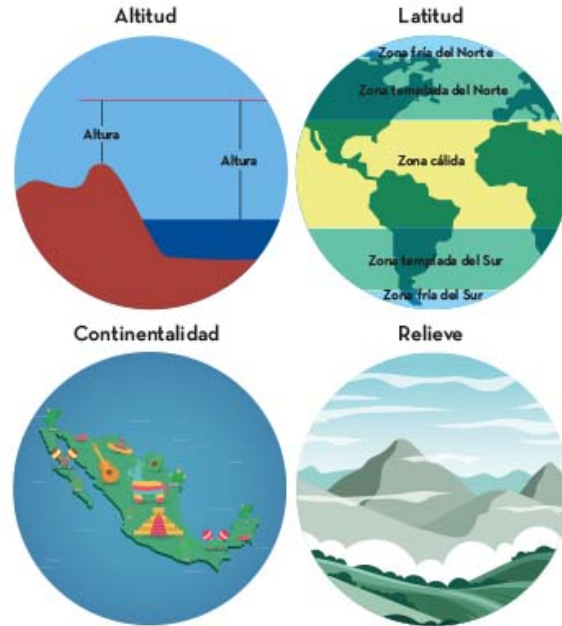 Altitud
Altura
Altura
Latitud
Zona fría del Norte
Zona templada del Norte
Zona cálida
Zona templada del Sur
Zona fría del Sur
Continentalidad
Relieve